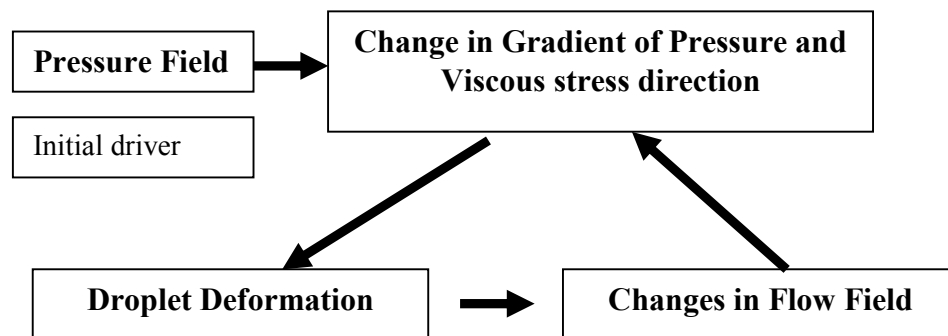 Pressure Field
Change in Gradient of Pressure and
Viscous stress direction
Initial driver
Droplet Deformation
Changes in Flow Field